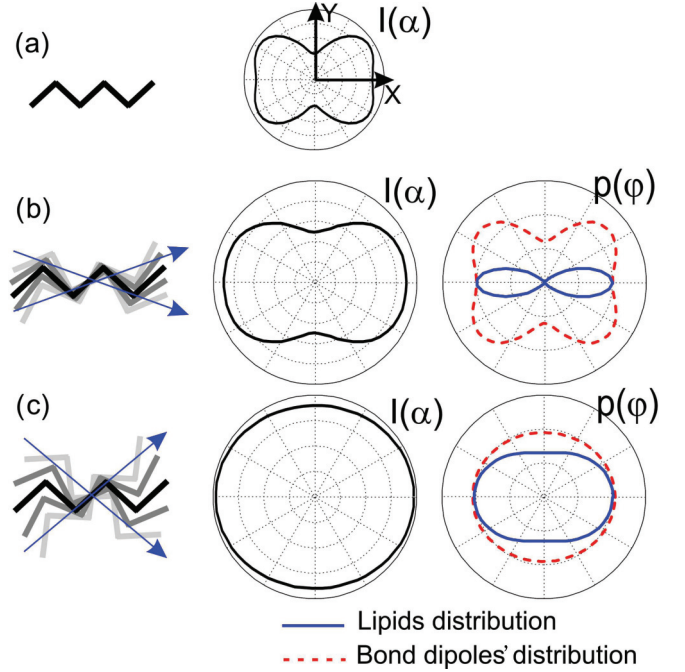 (a)
I(α)
Y
X
(b)
I(α)
p(φ)
(c)
I(α)
p(φ)
Lipids distribution
Bond dipoles' distribution